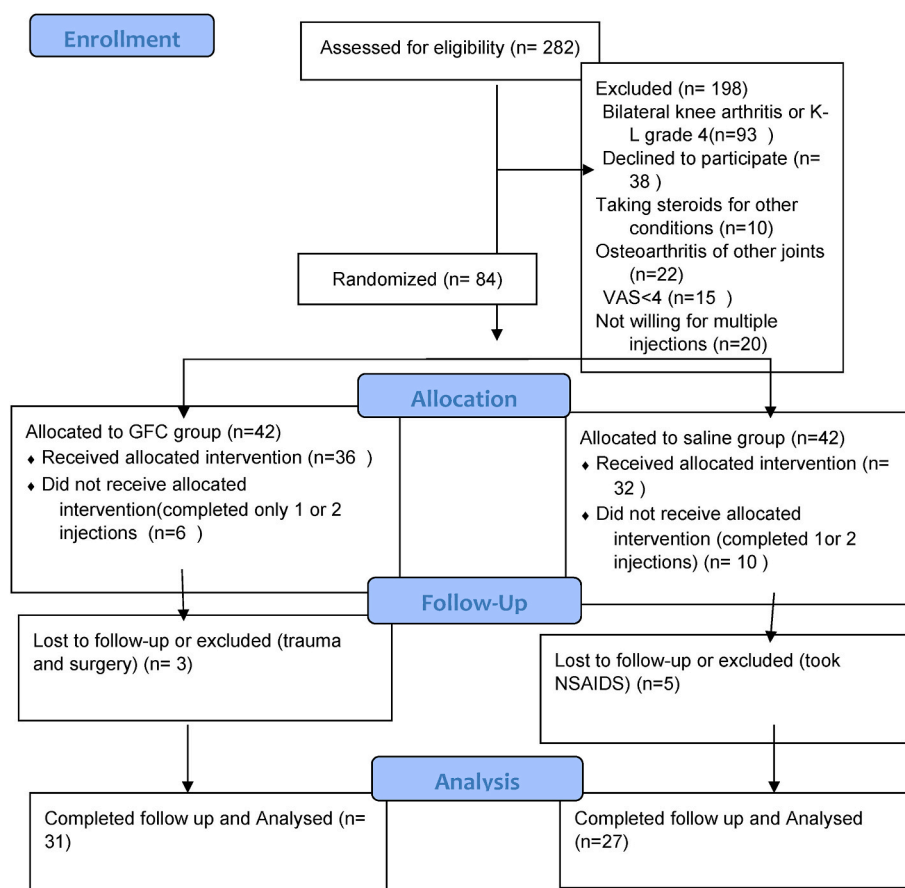 Enrollment
Assessed for eligibility (n= 282)
Excluded (n= 198)
Bilateral knee arthritis or K-
L grade 4(n=93 )
Declined to participate (n=
38 )
Taking steroids for other
conditions (n=10)
Osteoarthritis of other joints
(n=22)
VAS<4 (n=15 )
Not willing for multiple
injections (n=20)
Randomized (n= 84)
Allocation
Allocated to GFC group (n=42)
♦ Received allocated intervention (n=36 )
♦ Did not receive allocated
intervention(completed only 1 or 2
injections (n=6 )
Allocated to saline group (n=42)
♦ Received allocated intervention (n=
32 )
♦ Did not receive allocated
intervention (completed 1or 2
injections) (n= 10 )
Follow-Up
Lost to follow-up or excluded (trauma
and surgery) (n= 3)
Lost to follow-up or excluded (took
NSAIDS) (n=5)
Analysis
Completed follow up and Analysed (n=
31)
Completed follow up and Analysed
(n=27)